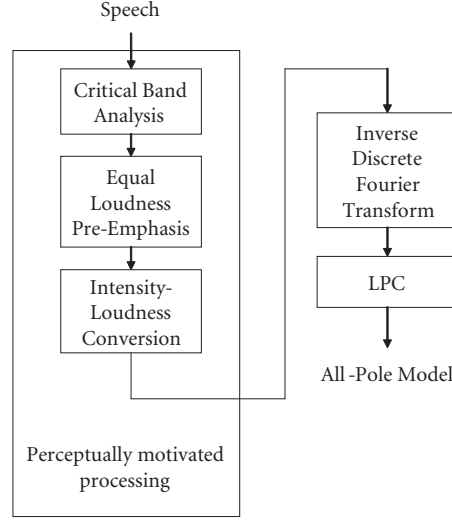 Speech
Critical Band
Analysis
Equal
Loudness
Pre-Emphasis
Intensity-
Loudness
Conversion
Perceptually motivated
processing
Inverse
Discrete
Fourier
Transform
LPC
All-Pole Model